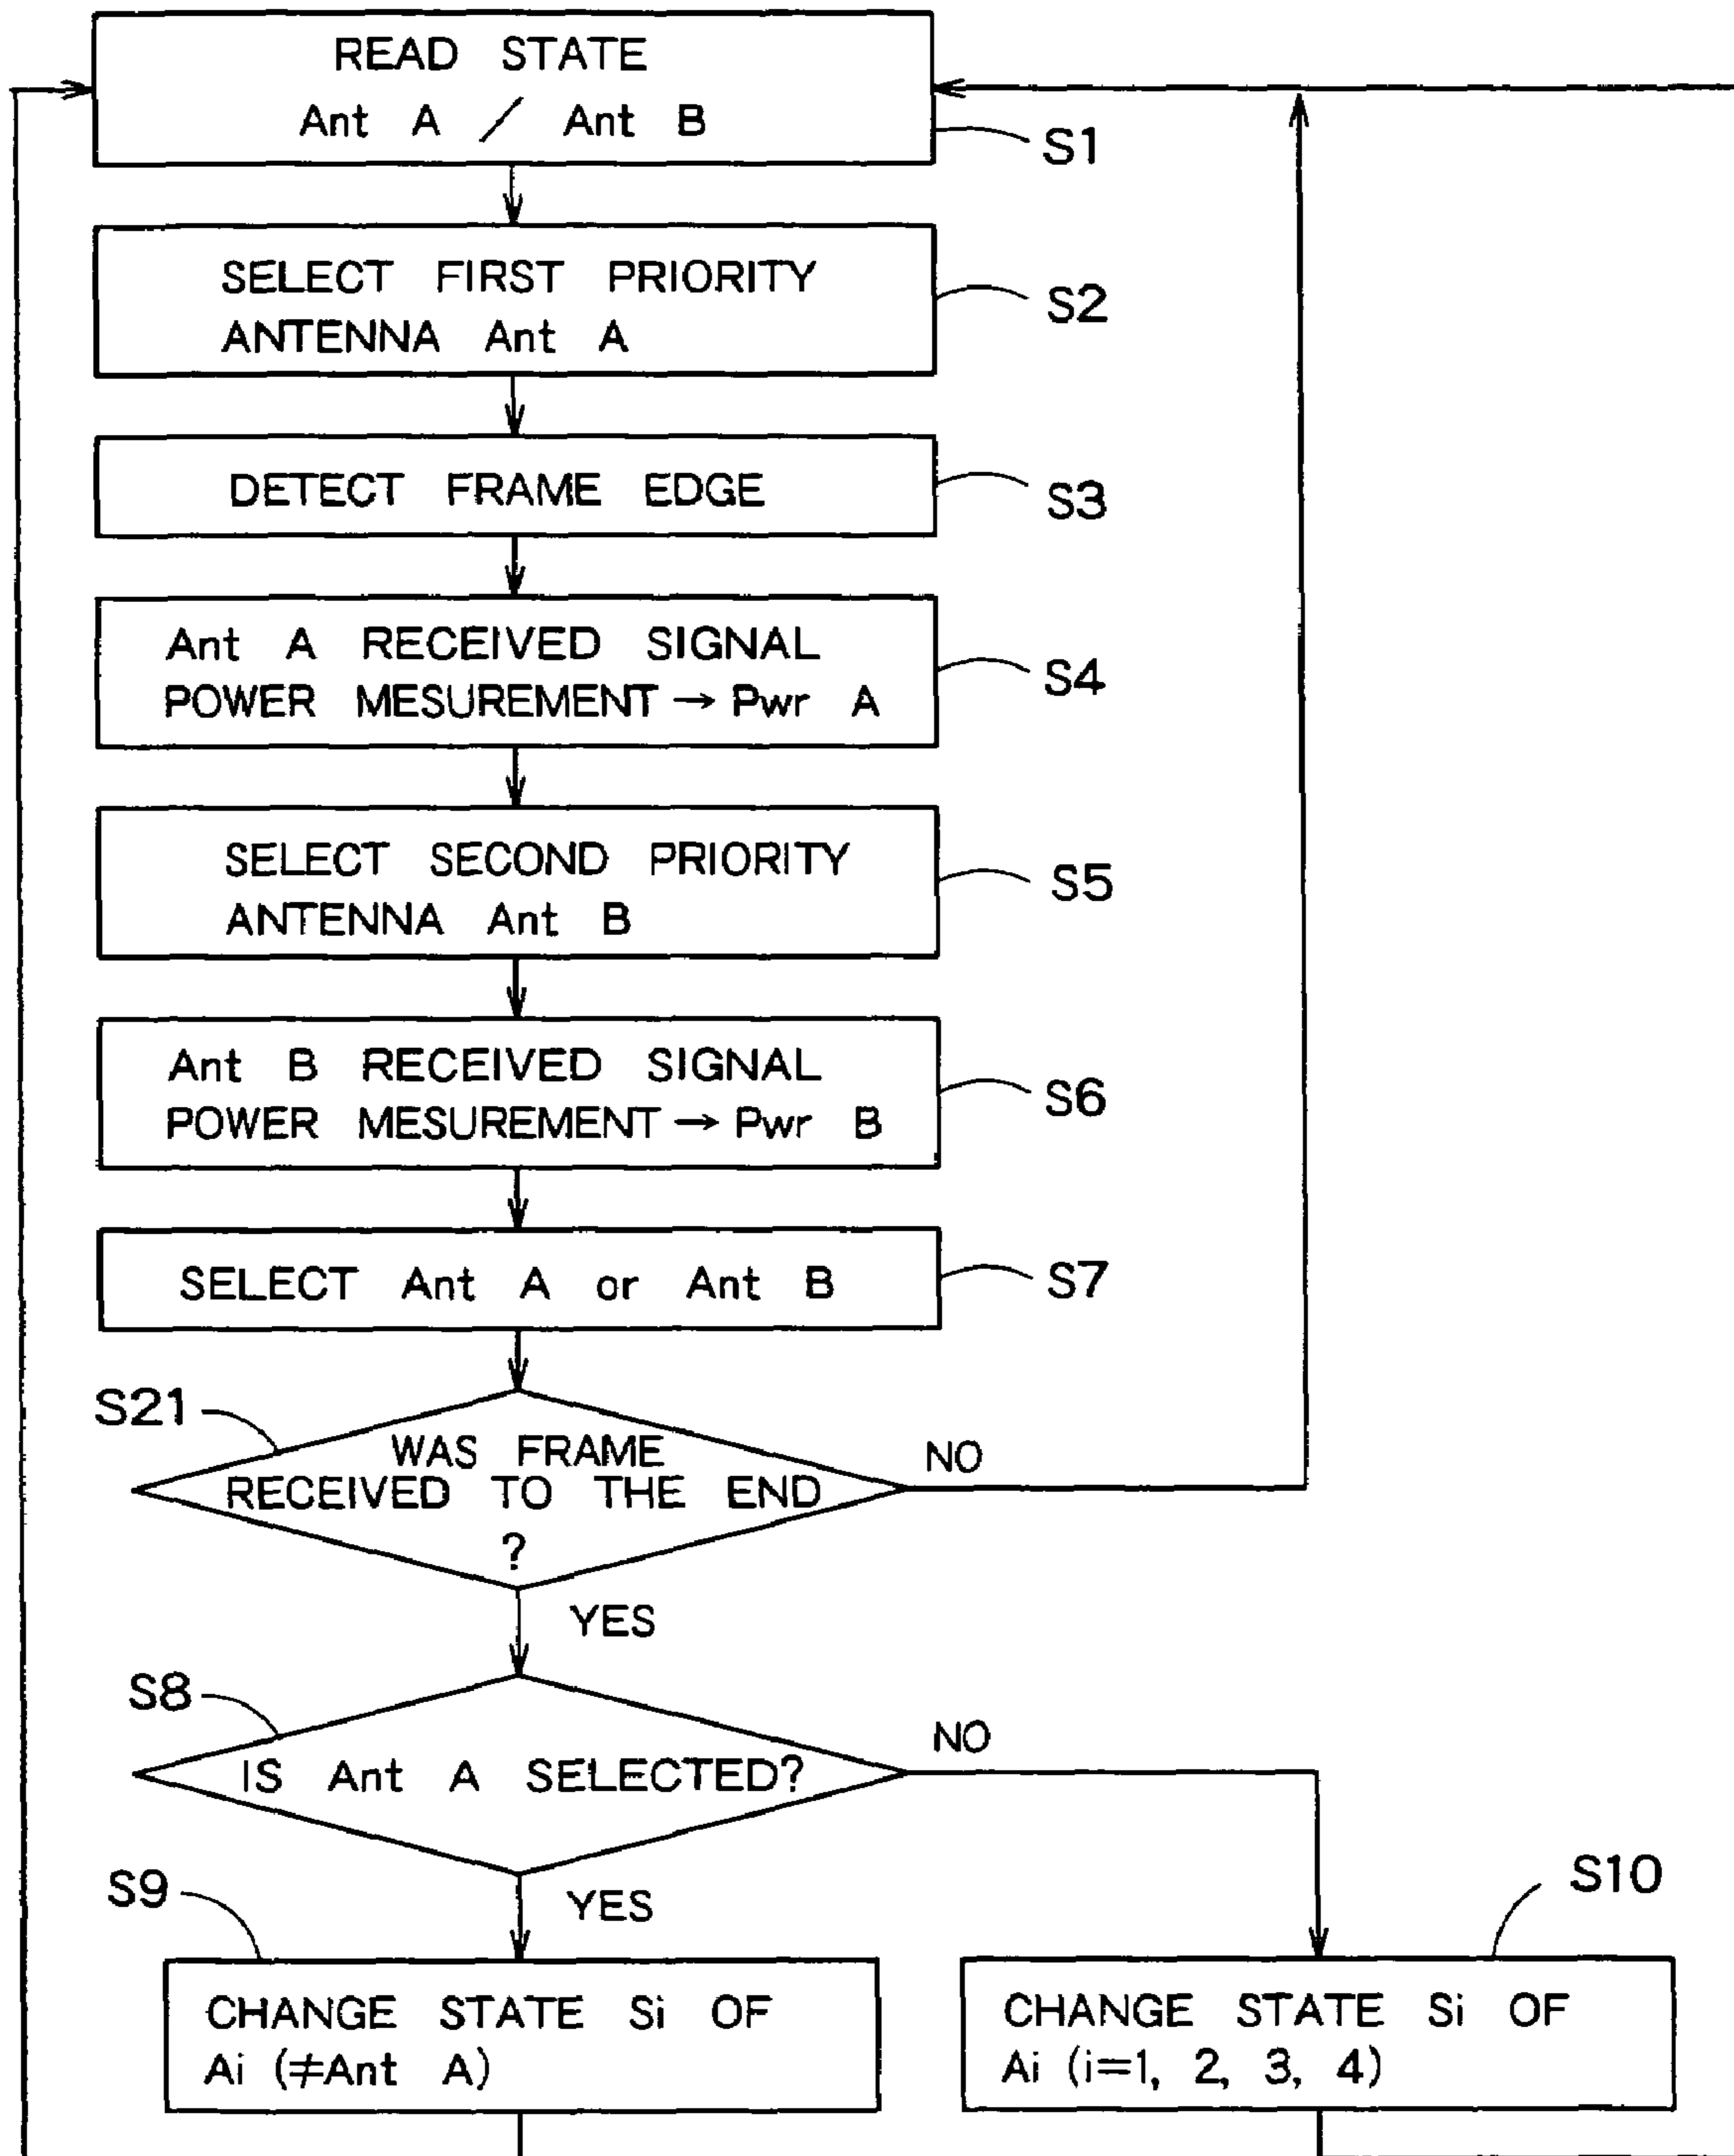 READ STATE
Ant A / Ant B
S1
SELECT FIRST PRIORITY
ANTENNA Ant A
S2
DETECT FRAME EDGE
S3
Ant A RECEIVED SIGNAL
POWER MESUREMENT → Pwr A
S4
SELECT SECOND PRIORITY
ANTENNA Ant B
S5
Ant B RECEIVED SIGNAL
POWER MESUREMENT → Pwr B
S6
SELECT Ant A or Ant B
S7
S21
WAS FRAME
RECEIVED TO THE END
?
NO
YES
S8
IS Ant A SELECTED?
NO
YES
S9
CHANGE STATE Si OF
Ai (≠Ant A)
S10
CHANGE STATE Si OF
Ai (i=1, 2, 3, 4)